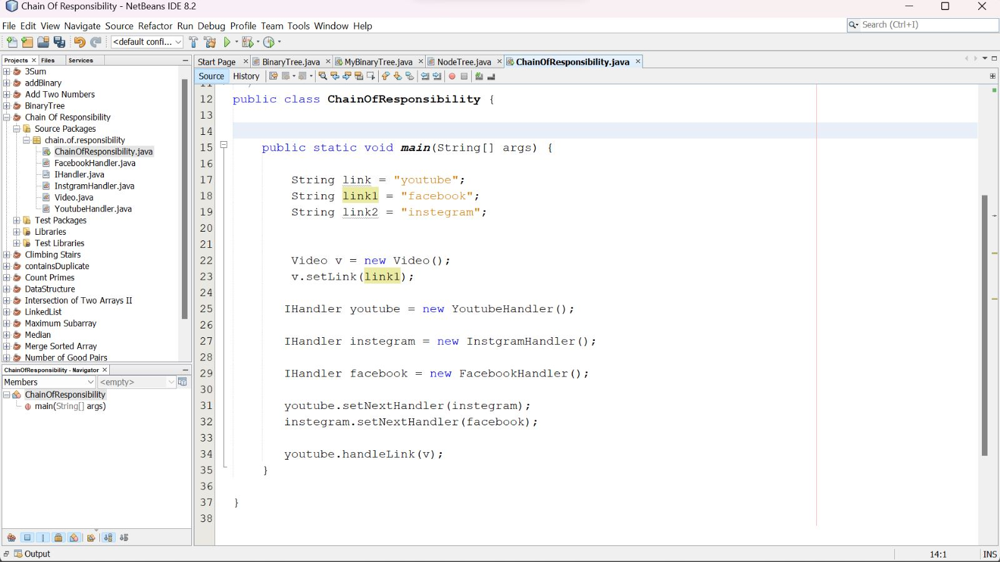 Chain Of Responsibility - NetBeans IDE 8.2
File Edit View Navigate Source Refactor Run Debug Profile Team Tools Window Help
Search (Ctrl+I)
<default confi...
Projects Files Services
3Sum
addBinary
Add Two Numbers
BinaryTree
Chain Of Responsibility
Source Packages
chain.of.responsibility
ChainOfResponsibility.java
FacebookHandler.java
IHandler.java
InstgramHandler.java
Video.java
YoutubeHandler.java
Test Packages
Libraries
Test Libraries
Climbing Stairs
containsDuplicate
Count Primes
DataStructure
Intersection of Two Arrays II
LinkedList
Maximum Subarray
Median
Merge Sorted Array
Number of Good Pairs
ChainOfResponsibility - Navigator
Members <empty>
ChainOfResponsibility
main(String[] args)
Start Page BinaryTree.java MyBinaryTree.java NodeTree.java ChainOfResponsibility.java
Source History
12 public class ChainOfResponsibility {
13
14
15 public static void main(String[] args) {
16
17 String link = "youtube";
18 String link1 = "facebook";
19 String link2 = "instegram";
20
21
22 Video v = new Video();
23 v.setLink(link1);
24
25 IHandler youtube = new YoutubeHandler();
26
27 IHandler instegram = new InstgramHandler();
28
29 IHandler facebook = new FacebookHandler();
30
31 youtube.setNextHandler(instegram);
32 instegram.setNextHandler(facebook);
33
34 youtube.handleLink(v);
35 }
36
37 }
38
Output
14:1 INS